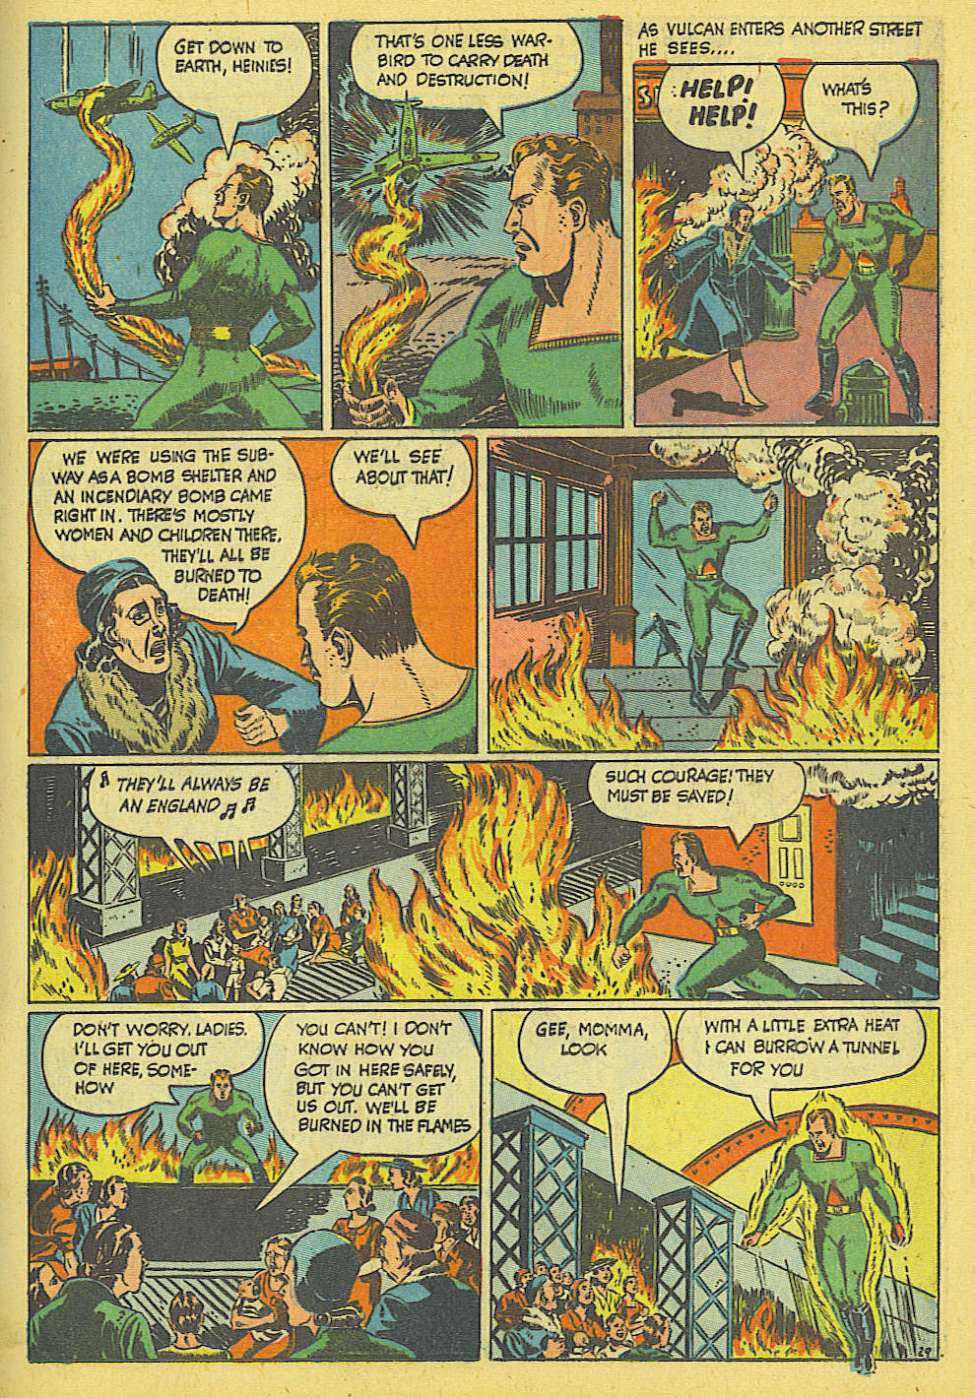 GET DOWN TO
EARTH, HEINIES!
THAT'S ONE LESS WAR-
BIRD TO CARRY DEATH
AND DESTRUCTION!
AS VULCAN ENTERS ANOTHER STREET
HE SEES....
HELP!
HELP!
WHAT'S
THIS?
WE WERE USING THE SUB-
WAY AS A BOMB SHELTER AND
AN INCENDIARY BOMB CAME
RIGHT IN. THERE'S MOSTLY
WOMEN AND CHILDREN THERE.
THEY'LL ALL BE
BURNED TO
DEATH!
WE'LL SEE
ABOUT THAT!
THEY'LL ALWAYS BE
AN ENGLAND
SUCH COURAGE! THEY
MUST BE SAVED!
DON'T WORRY, LADIES.
I'LL GET YOU OUT
OF HERE, SOME-
HOW
YOU CAN'T! I DON'T
KNOW HOW YOU
GOT IN HERE SAFELY,
BUT YOU CAN'T GET
US OUT. WE'LL BE
BURNED IN THE FLAMES
GEE, MOMMA,
LOOK
WITH A LITTLE EXTRA HEAT
I CAN BURROW A TUNNEL
FOR YOU
29